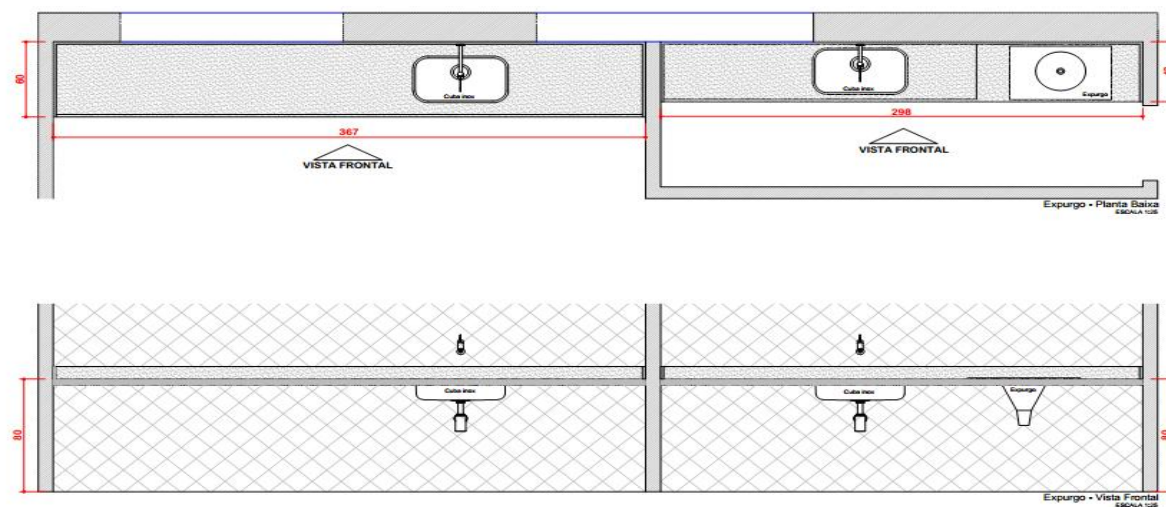 Cuba inox
Cuba inox
Expurgo
60
367
298
VISTA FRONTAL
VISTA FRONTAL
Expurgo - Planta Baixa
ESCALA 1:25
Cuba inox
Cuba inox
Expurgo
80
Expurgo - Vista Frontal
ESCALA 1:25